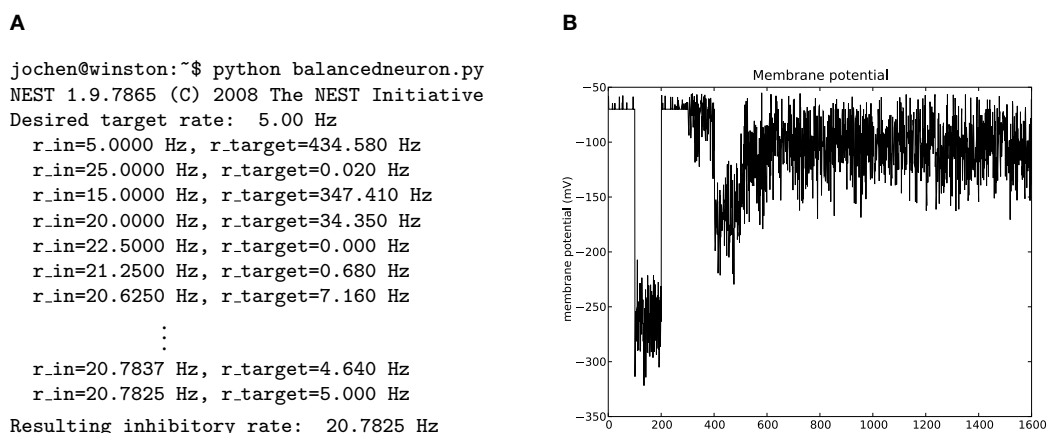 A
jochen@winston:~$ python balancedneuron.py
NEST 1.9.7865 (C) 2008 The NEST Initiative
Desired target rate: 5.00 Hz
r_in=5.0000 Hz, r_target=434.580 Hz
r_in=25.0000 Hz, r_target=0.020 Hz
r_in=15.0000 Hz, r_target=347.410 Hz
r_in=20.0000 Hz, r_target=34.350 Hz
r_in=22.5000 Hz, r_target=0.000 Hz
r_in=21.2500 Hz, r_target=0.680 Hz
r_in=20.6250 Hz, r_target=7.160 Hz
⋮
r_in=20.7837 Hz, r_target=4.640 Hz
r_in=20.7825 Hz, r_target=5.000 Hz
Resulting inhibitory rate: 20.7825 Hz
B
Membrane potential
membrane potential (mV)
−50
−100
−150
−200
−250
−300
−350
0 200 400 600 800 1000 1200 1400 1600